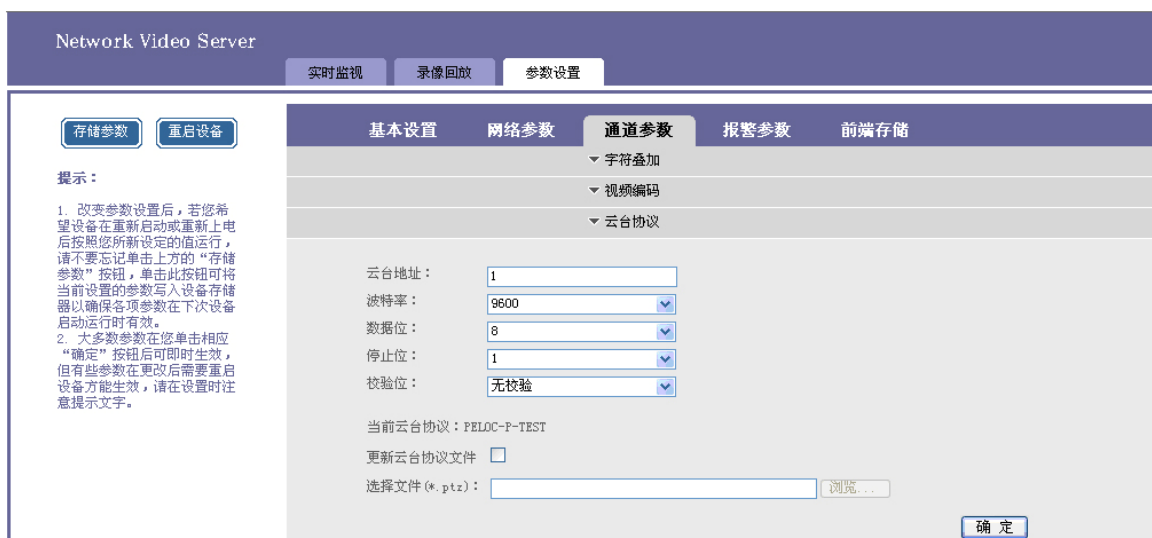 Network Video Server
实时监视 录像回放 参数设置
存储参数 重启设备
基本设置 网络参数 通道参数 报警参数 前端存储
字符叠加
视频编码
云台协议
提示：
1. 改变参数设置后，若您希
望设备在重新启动或重新上电
后按照您所新设定的值运行，
请不要忘记单击上方的“存储
参数”按钮，单击此按钮可将
当前设置的参数写入设备存储
器以确保各项参数在下次设备
启动运行时有效。
2. 大多数参数在您单击相应
“确定”按钮后可即时生效，
但有些参数在更改后需要重启
设备方能生效，请在设置时注
意提示文字。
云台地址： 1
波特率： 9600
数据位： 8
停止位： 1
校验位： 无校验
当前云台协议：PELOC-P-TEST
更新云台协议文件
选择文件(*.ptz)： 浏览...
确 定